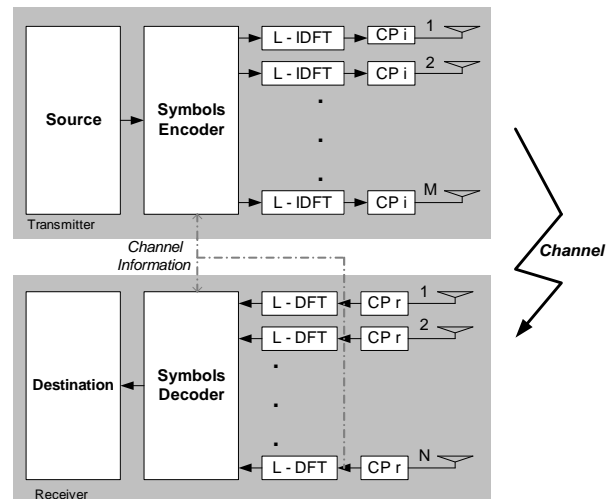 Source
Symbols
Encoder
L - IDFT
CP i
1
L - IDFT
CP i
2
L - IDFT
CP i
M
Transmitter
Channel
Information
Channel
Destination
Symbols
Decoder
L - DFT
CP r
1
L - DFT
CP r
2
L - DFT
CP r
N
Receiver